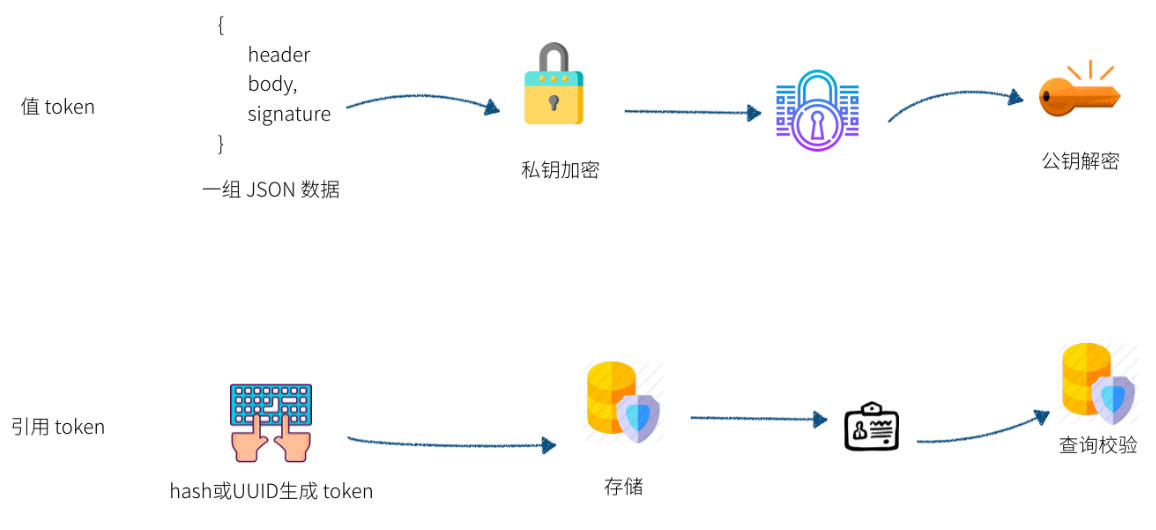 {
header
body,
signature
}
值 token
一组 JSON 数据
私钥加密
公钥解密
引用 token
hash或UUID生成 token
存储
查询校验